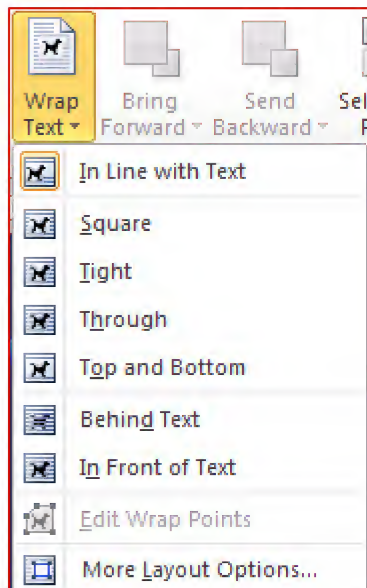 Wrap Bring Send Sel
Text Forward Backward
In Line with Text
Square
Tight
Through
Top and Bottom
Behind Text
In Front of Text
Edit Wrap Points
More Layout Options...